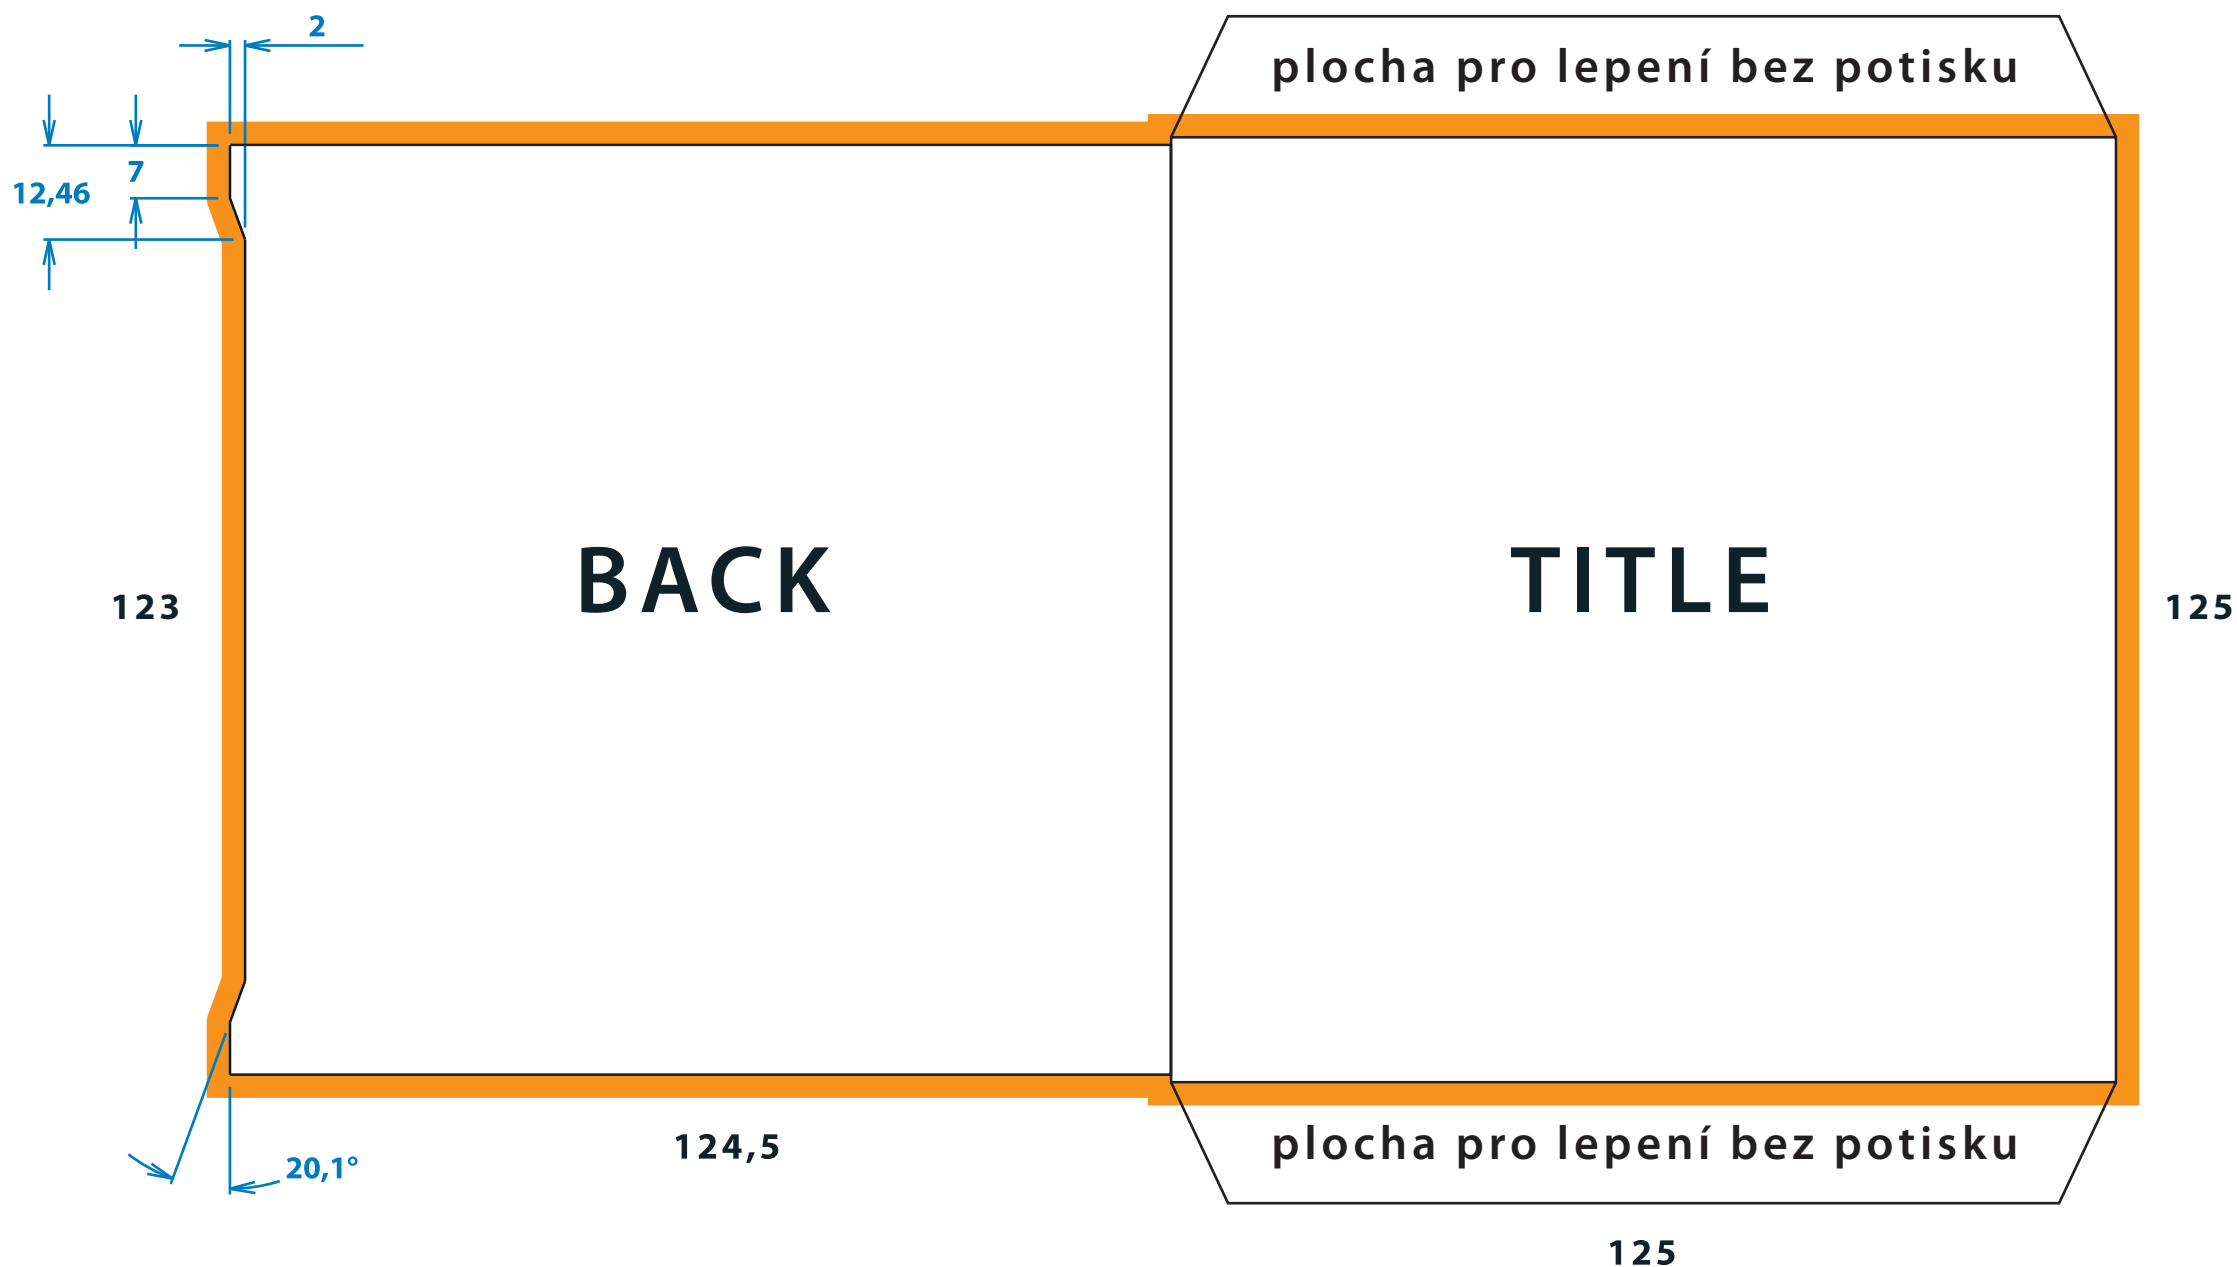 2
plocha pro lepení bez potisku
7
12,46
BACK
TITLE
123
125
124,5
plocha pro lepení bez potisku
20,1°
125